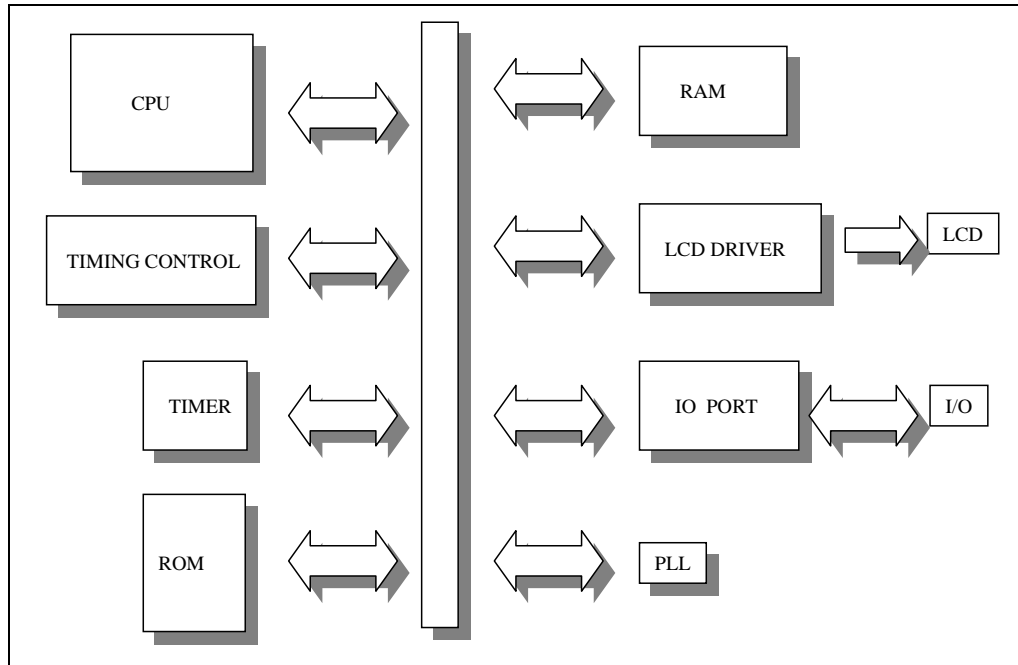 CPU
RAM
TIMING CONTROL
LCD DRIVER
LCD
TIMER
IO PORT
I/O
ROM
PLL